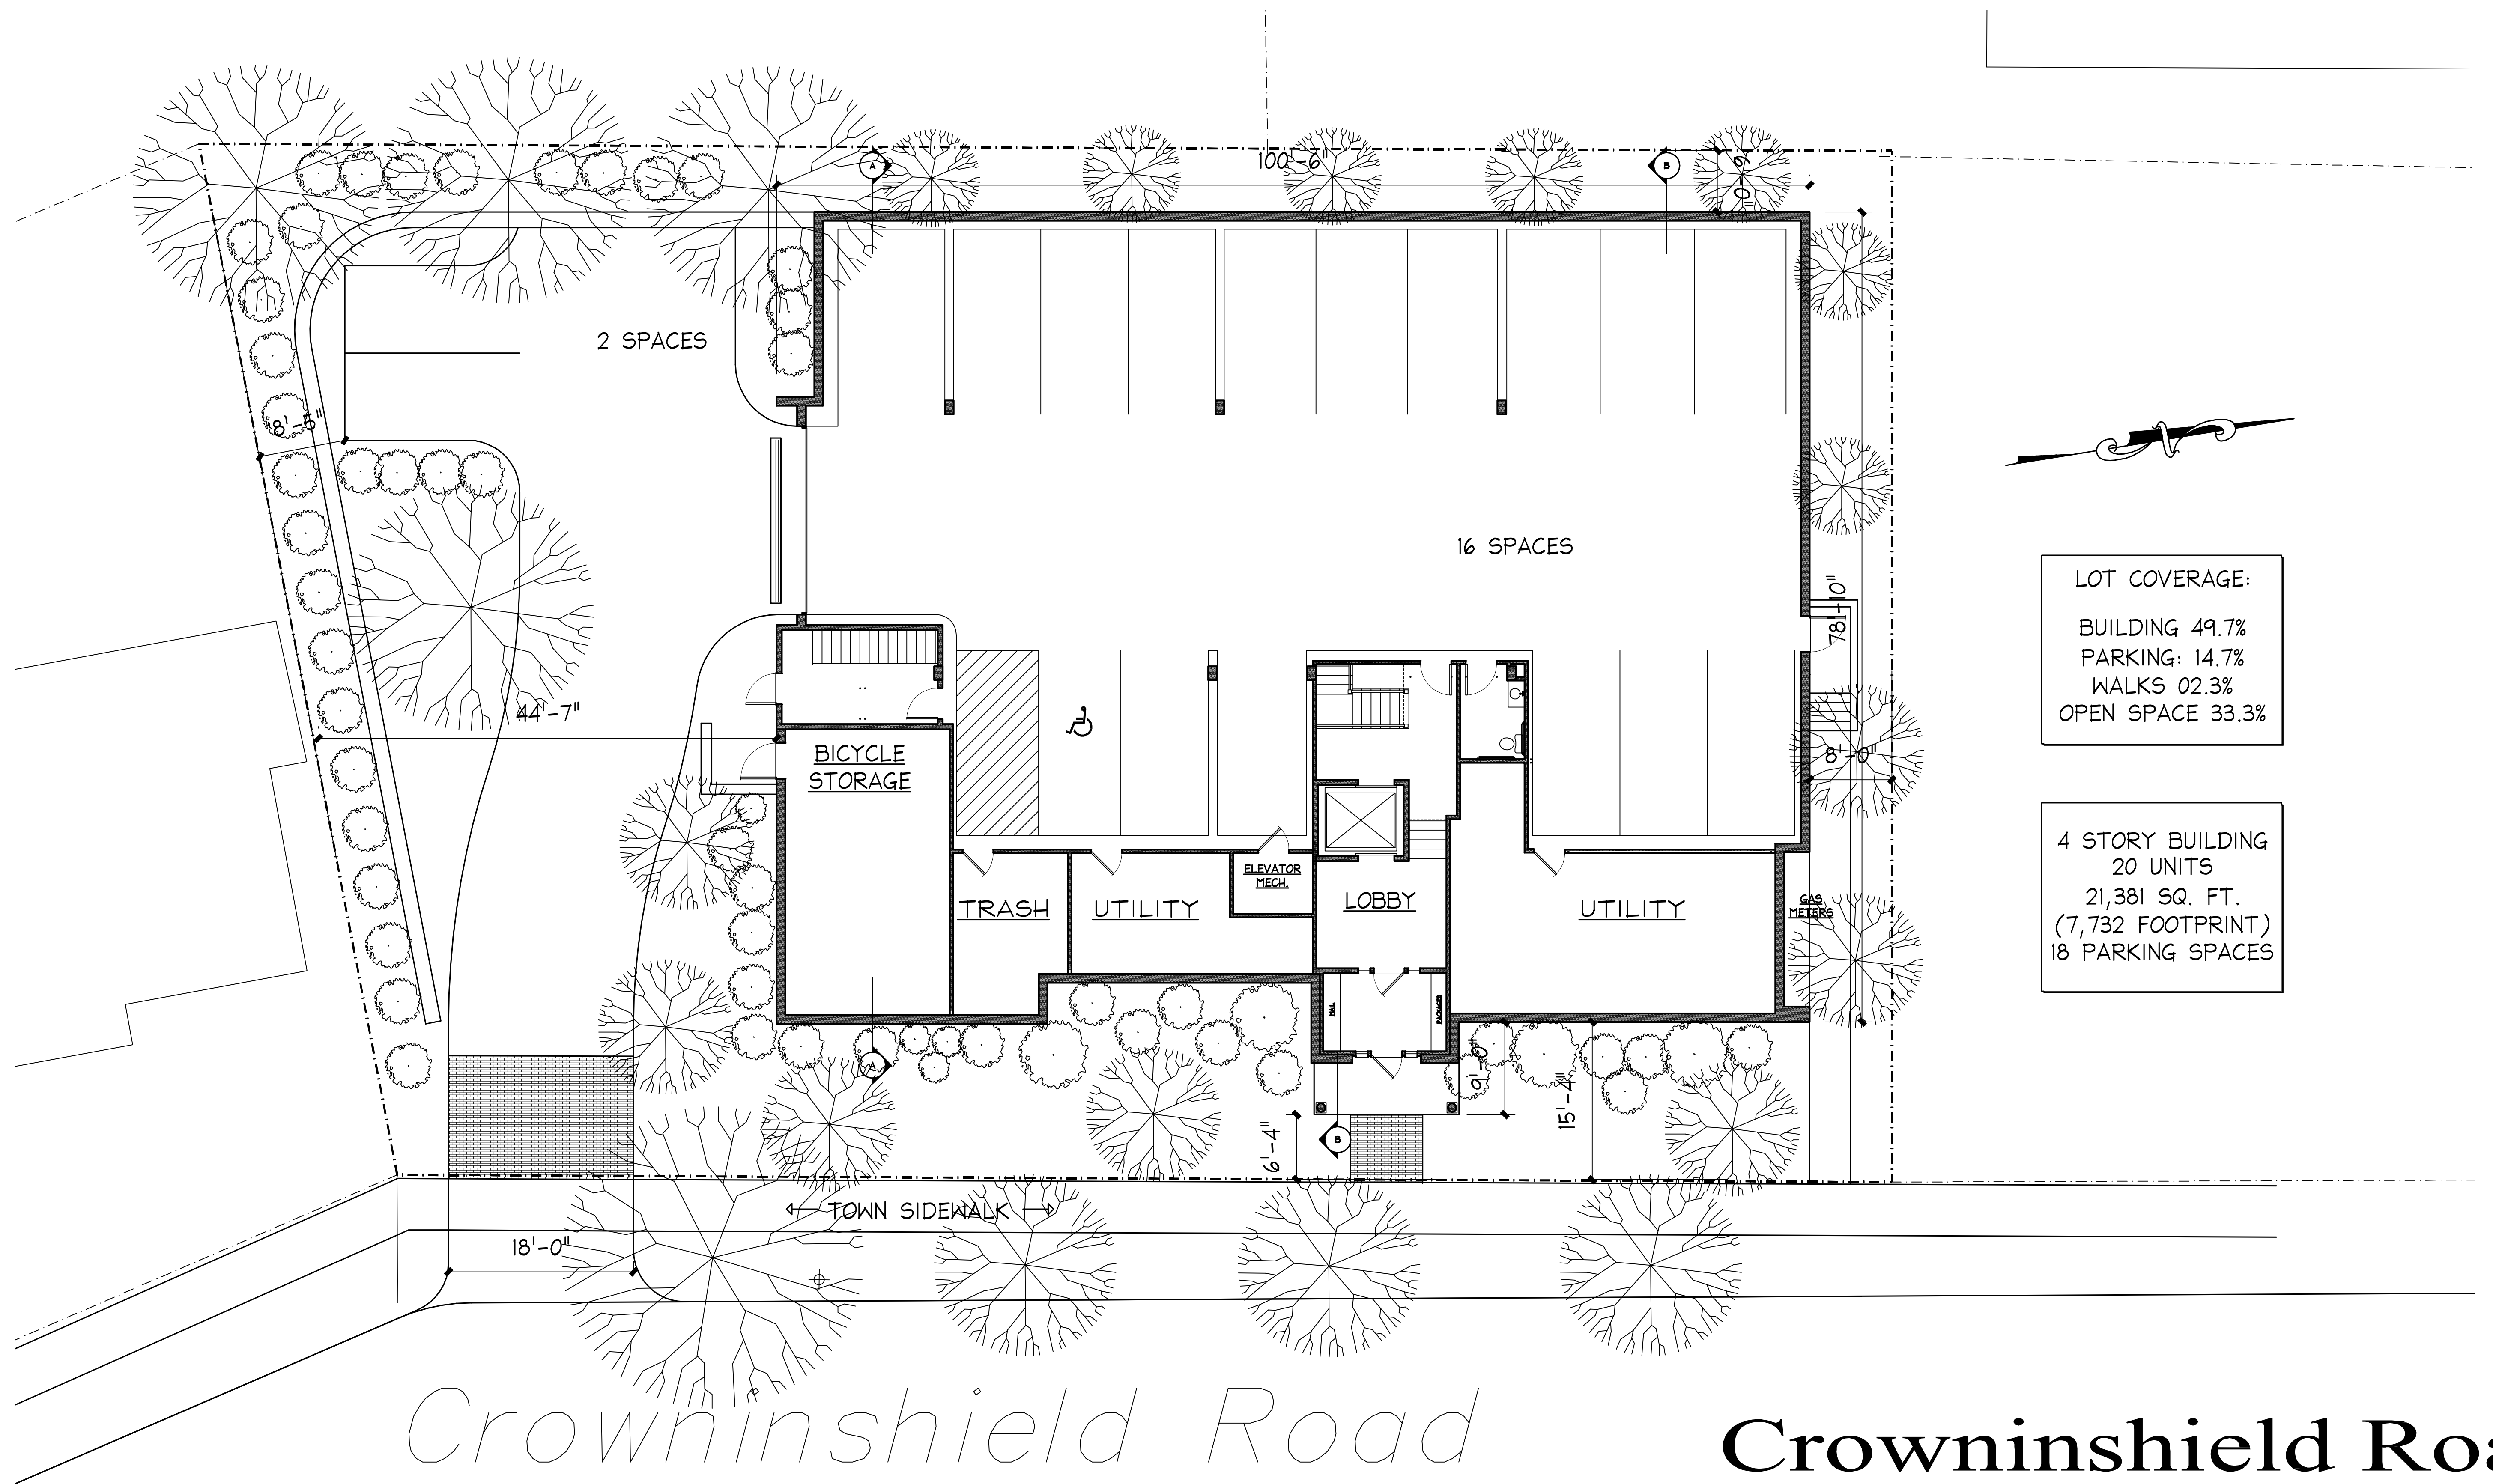 100'-6"
A
B
6'-0"
2 SPACES
8'-5"
16 SPACES
78'-10"
LOT COVERAGE:
BUILDING 49.7%
PARKING: 14.7%
WALKS 02.3%
OPEN SPACE 33.3%
44'-7"
BICYCLE
STORAGE
8'-0"
4 STORY BUILDING
20 UNITS
21,381 SQ. FT.
(7,732 FOOTPRINT)
18 PARKING SPACES
ELEVATOR
MECH.
TRASH
UTILITY
LOBBY
UTILITY
GAS
METERS
MAIL
PACKAGES
A
9'-0"
15'-4"
6'-4"
B
TOWN SIDEWALK
18'-0"
Crowninshield Road
Crowninshield Roa